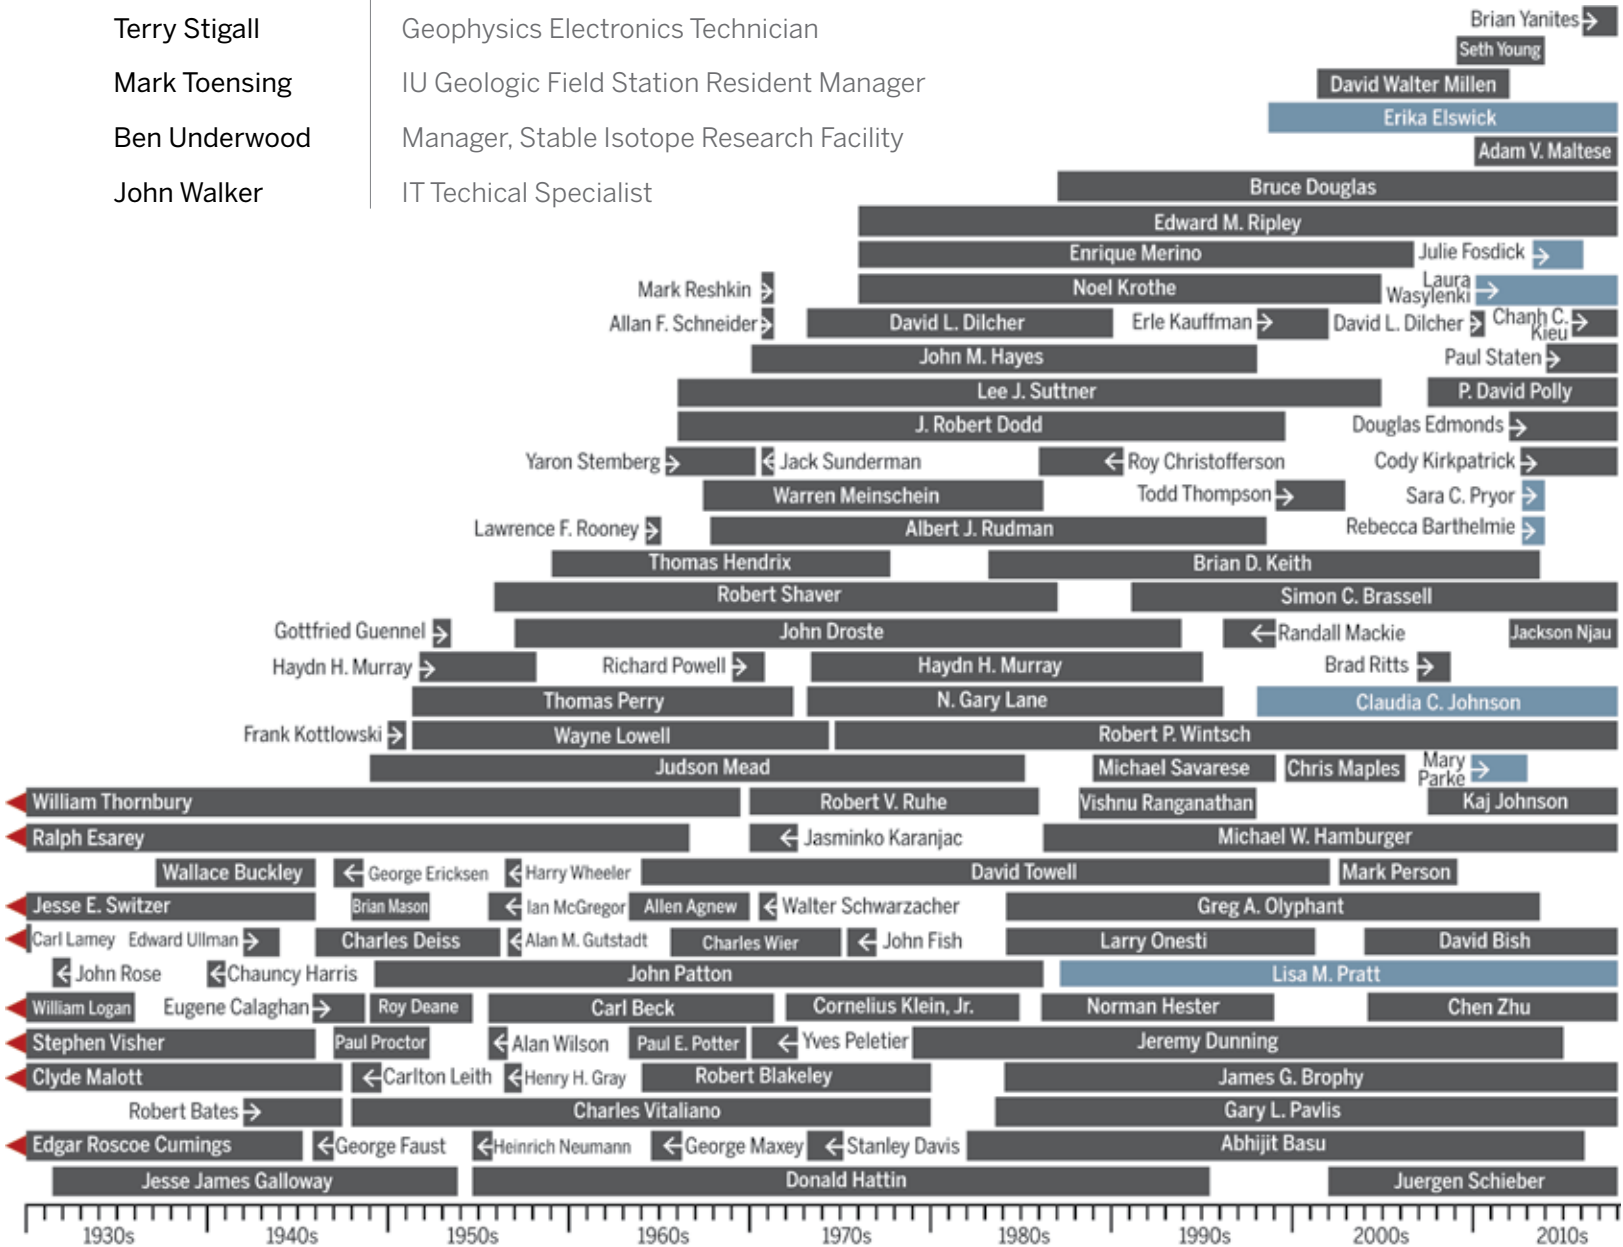 Terry Stigall Geophysics Electronics Technician
Mark Toensing IU Geologic Field Station Resident Manager
Ben Underwood Manager, Stable Isotope Research Facility
John Walker IT Techical Specialist
Brian Yanites
Seth Young
David Walter Millen
Erika Elswick
Adam V. Maltese
Bruce Douglas
Edward M. Ripley
Enrique Merino Julie Fosdick
Mark Reshkin Noel Krothe Laura
Wasylenki
Allan F. Schneider David L. Dilcher Erle Kauffman David L. Dilcher Chanh C.
Kieu
John M. Hayes Paul Staten
Lee J. Suttner P. David Polly
J. Robert Dodd Douglas Edmonds
Yaron Stemberg Jack Sunderman Roy Christofferson Cody Kirkpatrick
Warren Meinschein Todd Thompson Sara C. Pryor
Lawrence F. Rooney Albert J. Rudman Rebecca Barthelmie
Thomas Hendrix Brian D. Keith
Robert Shaver Simon C. Brassell
Gottfried Guennel John Droste Randall Mackie Jackson Njau
Haydn H. Murray Richard Powell Haydn H. Murray Brad Ritts
Thomas Perry N. Gary Lane Claudia C. Johnson
Frank Kottlowski Wayne Lowell Robert P. Wintsch
Judson Mead Michael Savarese Chris Maples Mary
Parke
William Thornbury Robert V. Ruhe Vishnu Ranganathan Kaj Johnson
Ralph Esarey Jasminko Karanjac Michael W. Hamburger
Wallace Buckley George Ericksen Harry Wheeler David Towell Mark Person
Jesse E. Switzer Brian Mason Ian McGregor Allen Agnew Walter Schwarzacher Greg A. Olyphant
Carl Lamey Edward Ullman Charles Deiss Alan M. Gutstadt Charles Wier John Fish Larry Onesti David Bish
John Rose Chauncy Harris John Patton Lisa M. Pratt
William Logan Eugene Calaghan Roy Deane Carl Beck Cornelius Klein, Jr. Norman Hester Chen Zhu
Stephen Visher Paul Proctor Alan Wilson Paul E. Potter Yves Peletier Jeremy Dunning
Clyde Malott Carlton Leith Henry H. Gray Robert Blakeley James G. Brophy
Robert Bates Charles Vitaliano Gary L. Pavlis
Edgar Roscoe Cumings George Faust Heinrich Neumann George Maxey Stanley Davis Abhijit Basu
Jesse James Galloway Donald Hattin Juergen Schieber
1930s 1940s 1950s 1960s 1970s 1980s 1990s 2000s 2010s